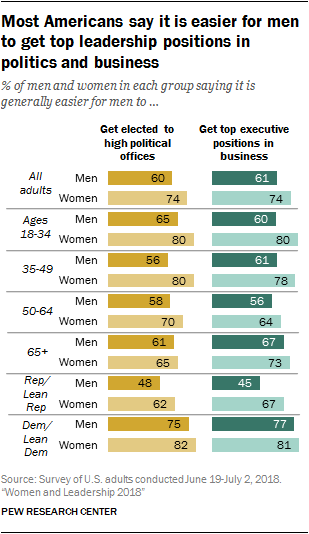 Most Americans say it is easier for men
to get top leadership positions in
politics and business
% of men and women in each group saying it is
generally easier for men to ...
Get elected to
high political
offices
Get top executive
positions in
business
All
adults
Men 60 61
Women 74 74
Ages
18-34
Men 65 60
Women 80 80
35-49
Men 56 61
Women 80 78
50-64
Men 58 56
Women 70 64
65+
Men 61 67
Women 65 73
Rep/
Lean
Rep
Men 48 45
Women 62 67
Dem/
Lean
Dem
Men 75 77
Women 82 81
Source: Survey of U.S. adults conducted June 19-July 2, 2018.
“Women and Leadership 2018”
PEW RESEARCH CENTER